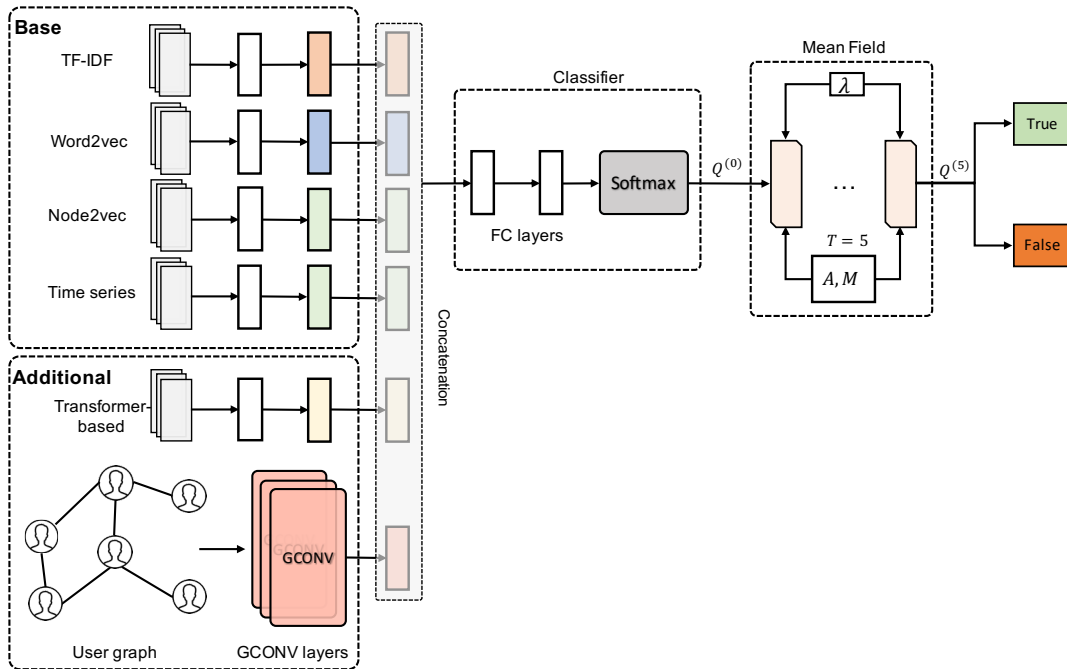 Base
TF-IDF
Word2vec
Node2vec
Time series
Additional
Transformer-
based
User graph
GCONV
GCONV layers
Concatenation
Classifier
FC layers
Softmax
Q^(0)
Mean Field
λ
...
T = 5
A, M
Q^(5)
True
False